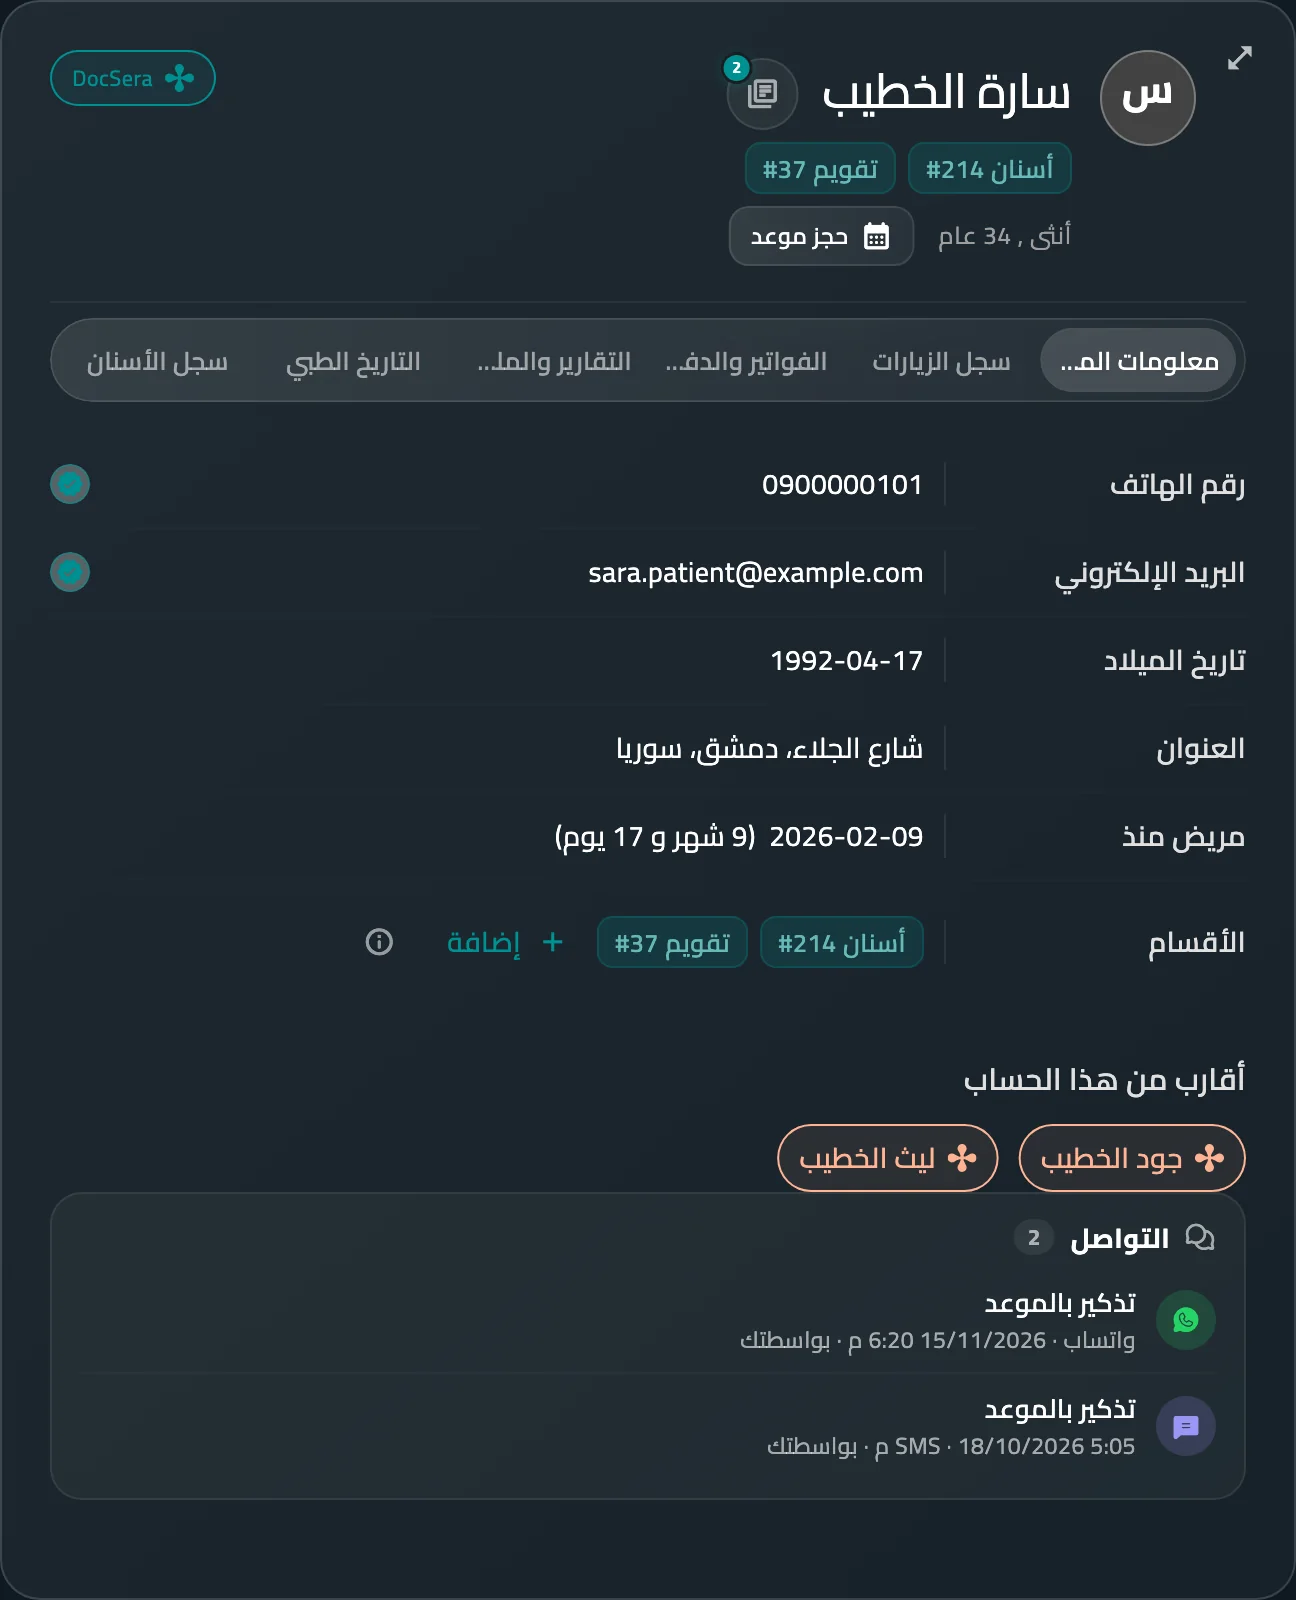 سارة الخطيب
2
س
DocSera
أسنان 214#
تقويم 37#
أنثى , 34 عام
حجز موعد
معلومات المـ...
سجل الزيارات
الفواتير والدفـ...
التقارير والملـ...
التاريخ الطبي
سجل الأسنان
رقم الهاتف
0900000101
البريد الإلكتروني
sara.patient@example.com
تاريخ الميلاد
1992-04-17
العنوان
شارع الجلاء، دمشق، سوريا
مريض منذ
2026-02-09 (9 شهر و 17 يوم)
الأقسام
أسنان 214#
تقويم 37#
+ إضافة
أقارب من هذا الحساب
جود الخطيب
ليث الخطيب
التواصل 2
تذكير بالموعد
واتساب · 15/11/2026 6:20 م · بواسطتك
تذكير بالموعد
SMS · 18/10/2026 5:05 م · بواسطتك